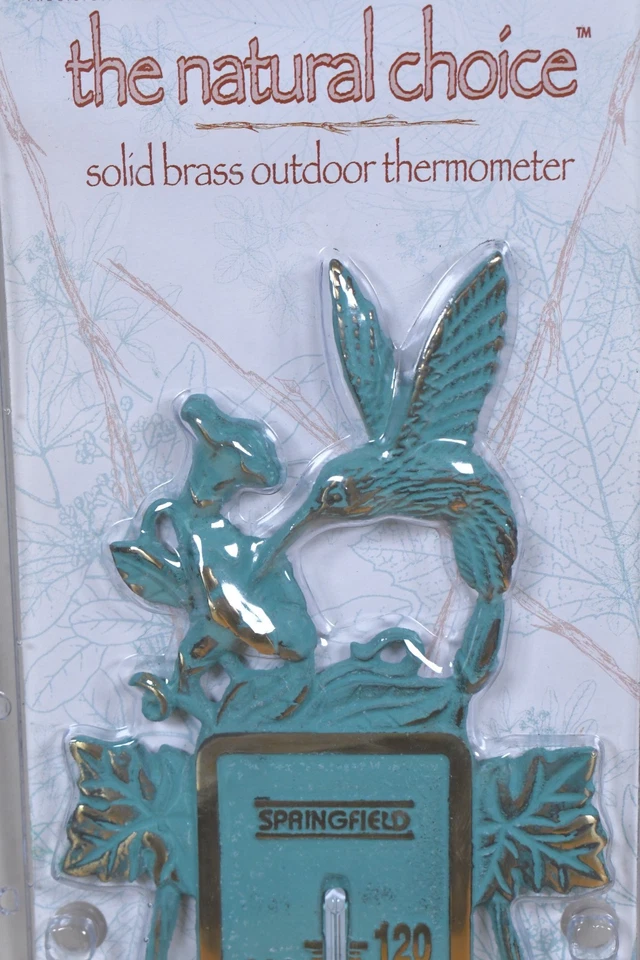 the natural choice™
solid brass outdoor thermometer
SPRINGFIELD
120